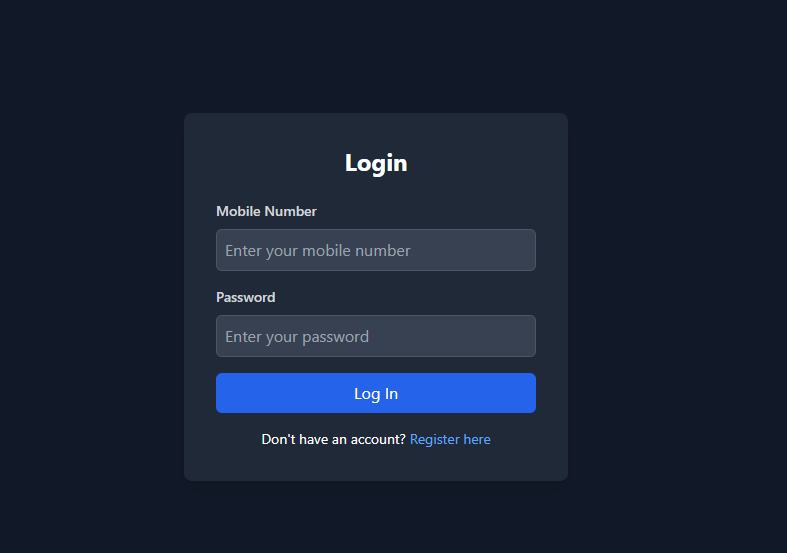 Login
Mobile Number
Enter your mobile number
Password
Enter your password
Log In
Don't have an account? Register here